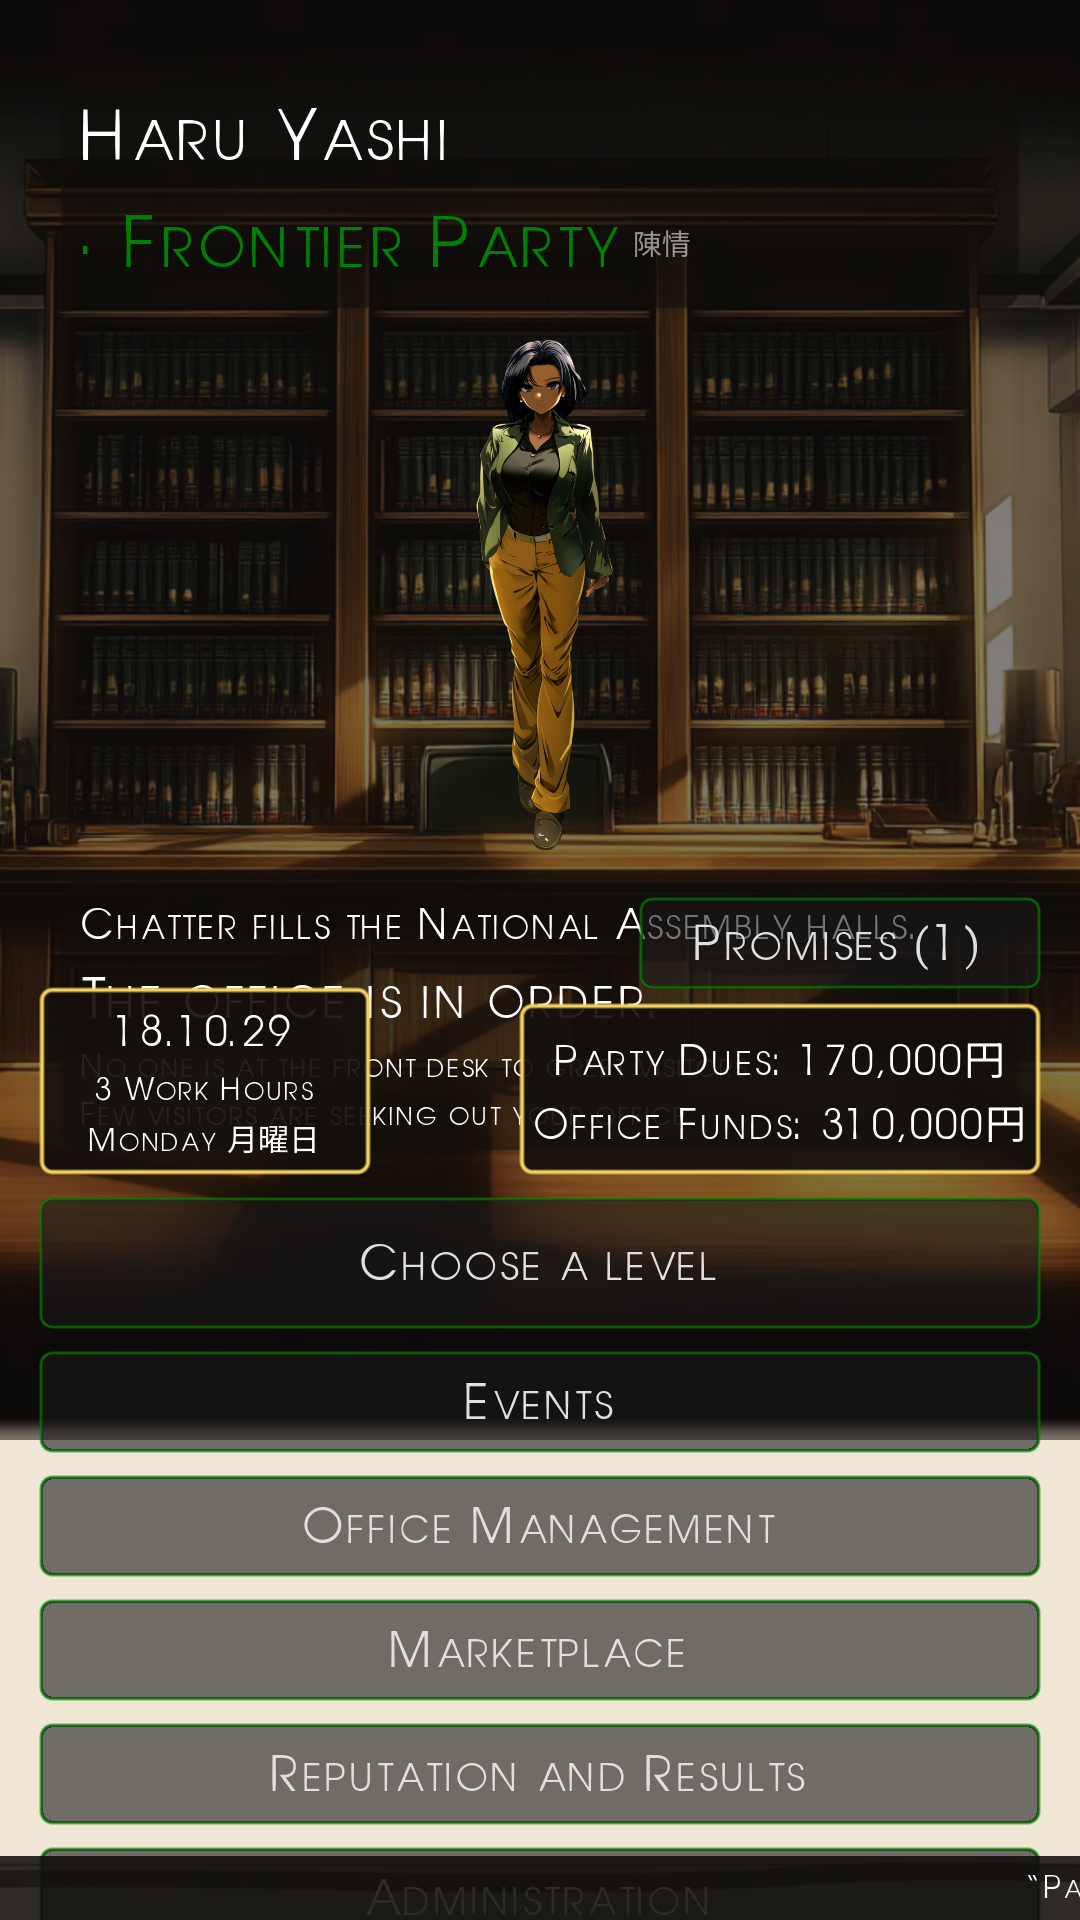 Haru Yashi
· Frontier Party 陳情
Chatter fills the National Assembly halls.
Promises (1)
The office is in order.
18.10.29
No one is at the front desk to
Party Dues: 170,000円
3 Work Hours
Few visitors are seeking out your office
Office Funds: 310,000円
Monday 月曜日
Choose a level
Events
Office Management
Marketplace
Reputation and Results
Administration
“Pa